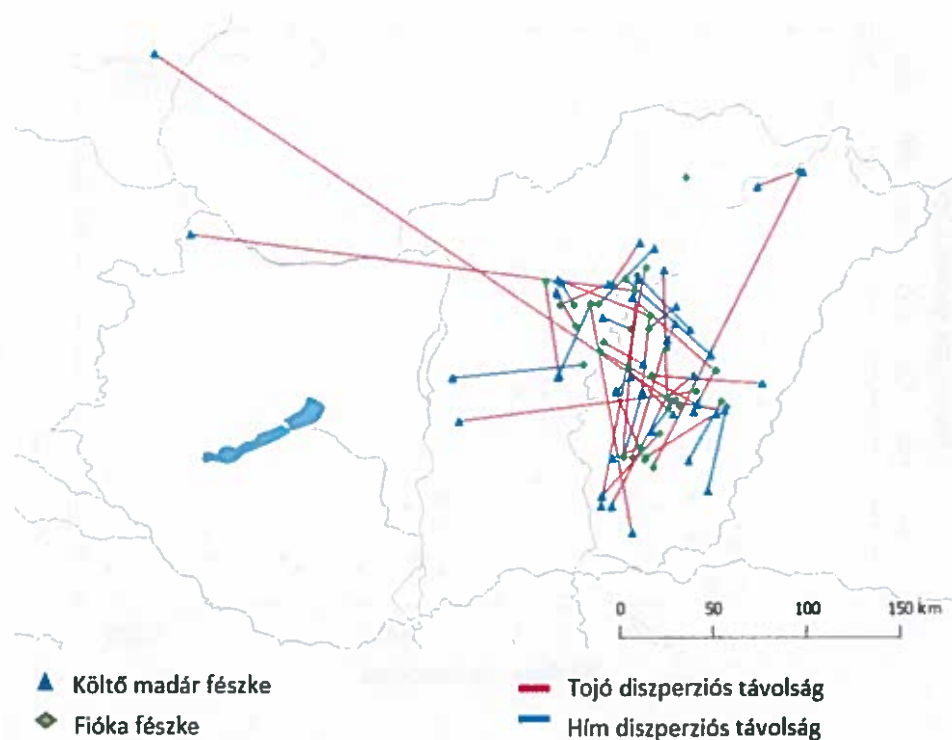 0 50 100 150 km
Költő madár fészke
Fióka fészke
Tojó diszperziós távolság
Hím diszperziós távolság